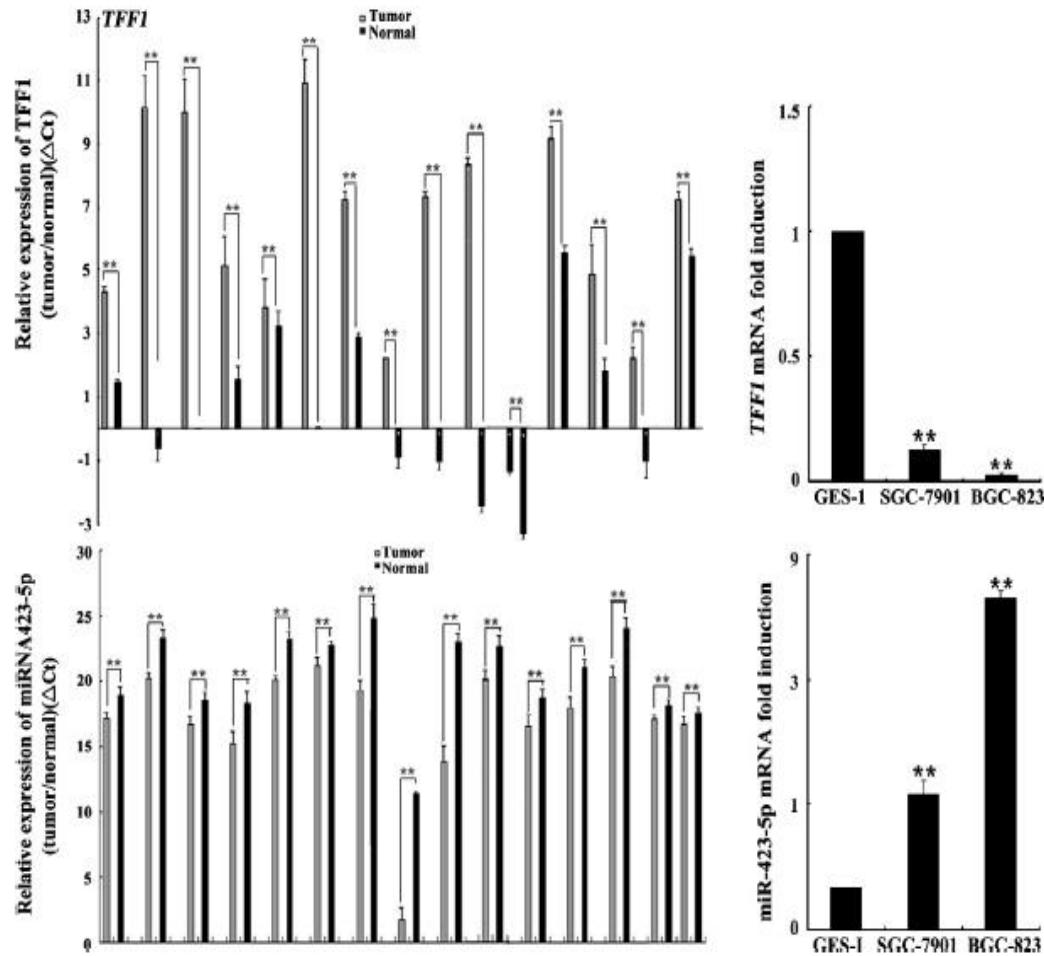 TFF1
Tumor
Normal
Relative expression of TFF1
(tumor/normal)(△Ct)
13
11
9
7
5
3
1
-1
-3
** ** ** ** ** ** ** ** ** ** ** ** ** ** **
TFF1 mRNA fold induction
1.5
1
0.5
0
** **
GES-1 SGC-7901 BGC-823
Relative expression of miRNA423-5p
(tumor/normal)(△Ct)
Tumor
Normal
30
25
20
15
10
5
0
** ** ** ** ** ** ** ** ** ** ** ** ** ** **
miR-423-5p mRNA fold induction
9
3
1
0
** **
GES-1 SGC-7901 BGC-823